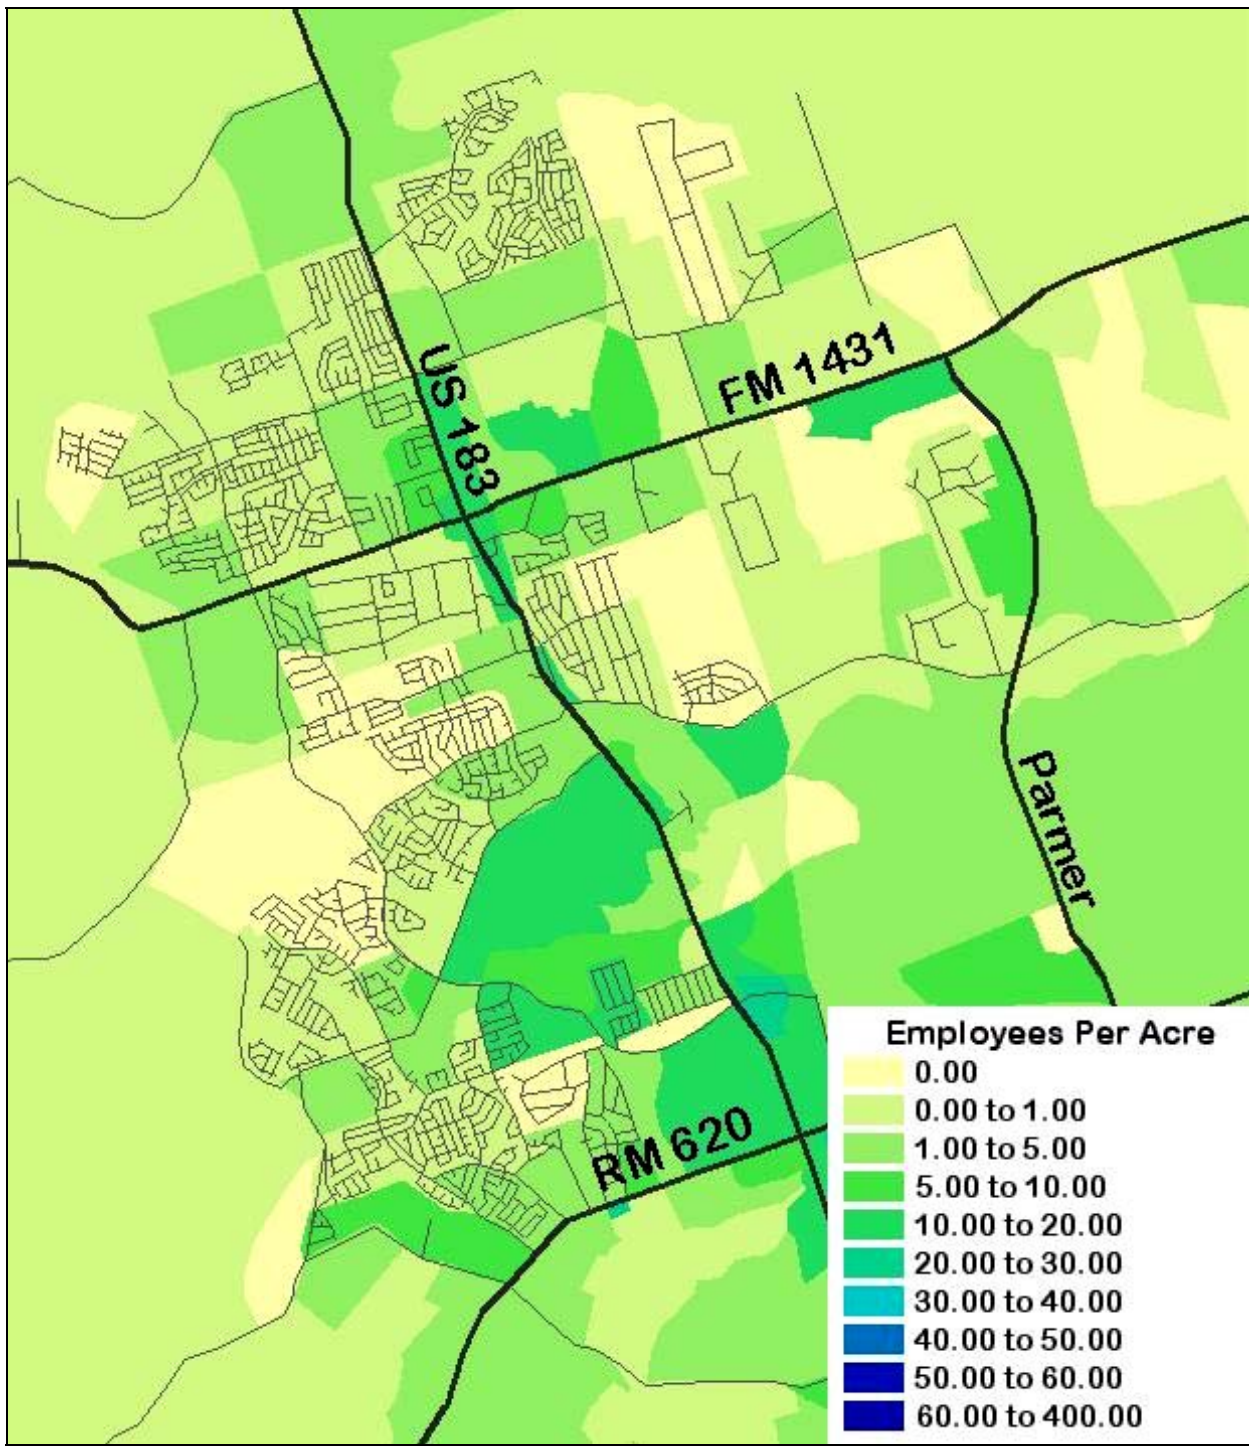 US 183
FM 1431
Parmer
RM 620
Employees Per Acre
0.00
0.00 to 1.00
1.00 to 5.00
5.00 to 10.00
10.00 to 20.00
20.00 to 30.00
30.00 to 40.00
40.00 to 50.00
50.00 to 60.00
60.00 to 400.00